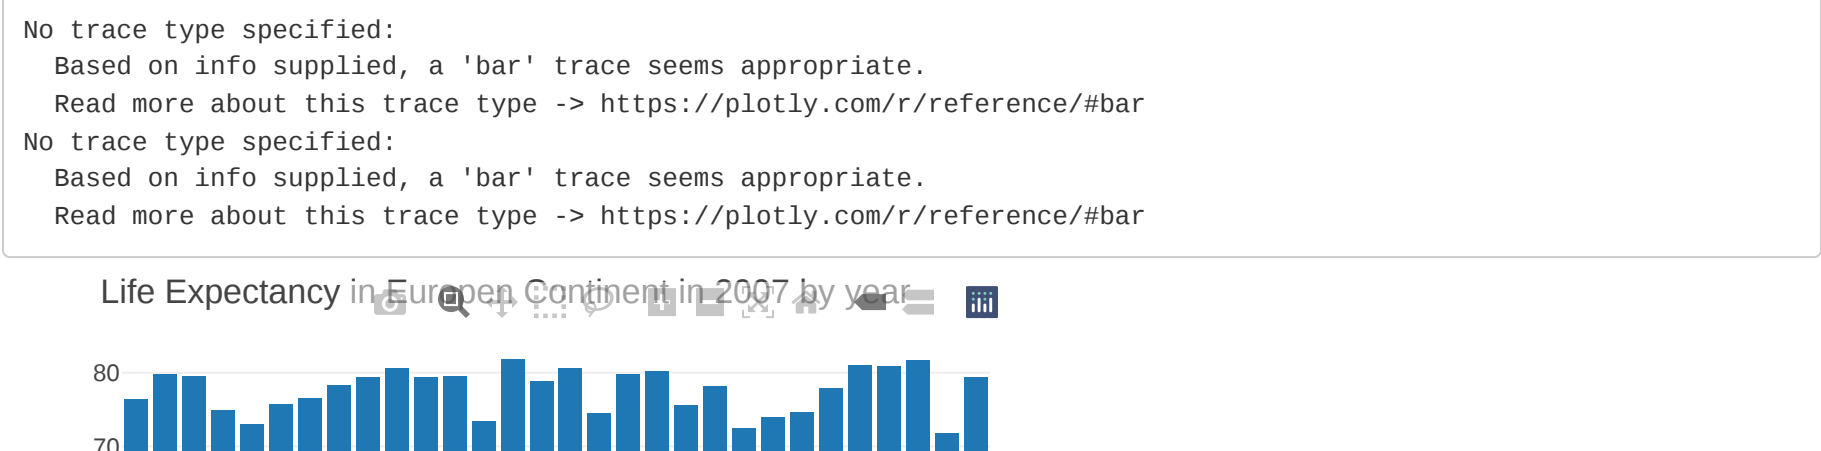 No trace type specified:
Based on info supplied, a 'bar' trace seems appropriate.
Read more about this trace type -> https://plotly.com/r/reference/#bar
No trace type specified:
Based on info supplied, a 'bar' trace seems appropriate.
Read more about this trace type -> https://plotly.com/r/reference/#bar
Life Expectancy in Europen Continent in 2007 by year
80
70